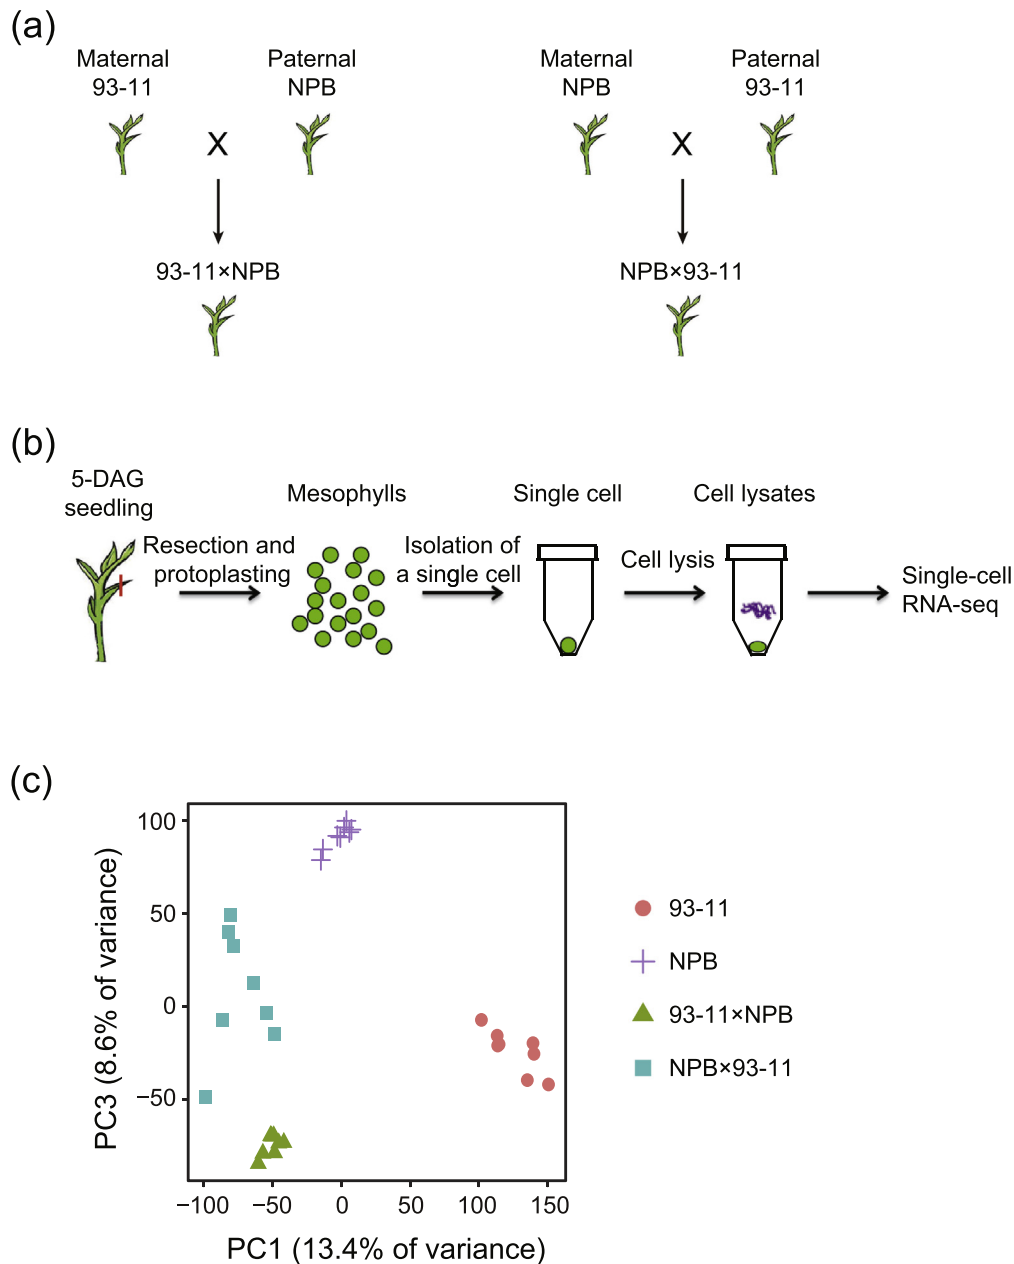 (a)
Maternal
93-11
Paternal
NPB
X
93-11×NPB
Maternal
NPB
Paternal
93-11
X
NPB×93-11
(b)
5-DAG
seedling
Resection and
protoplasting
Mesophylls
Isolation of
a single cell
Single cell
Cell lysis
Cell lysates
Single-cell
RNA-seq
(c)
PC3 (8.6% of variance)
100
50
0
−50
−100
−50
0
50
100
150
PC1 (13.4% of variance)
93-11
NPB
93-11×NPB
NPB×93-11